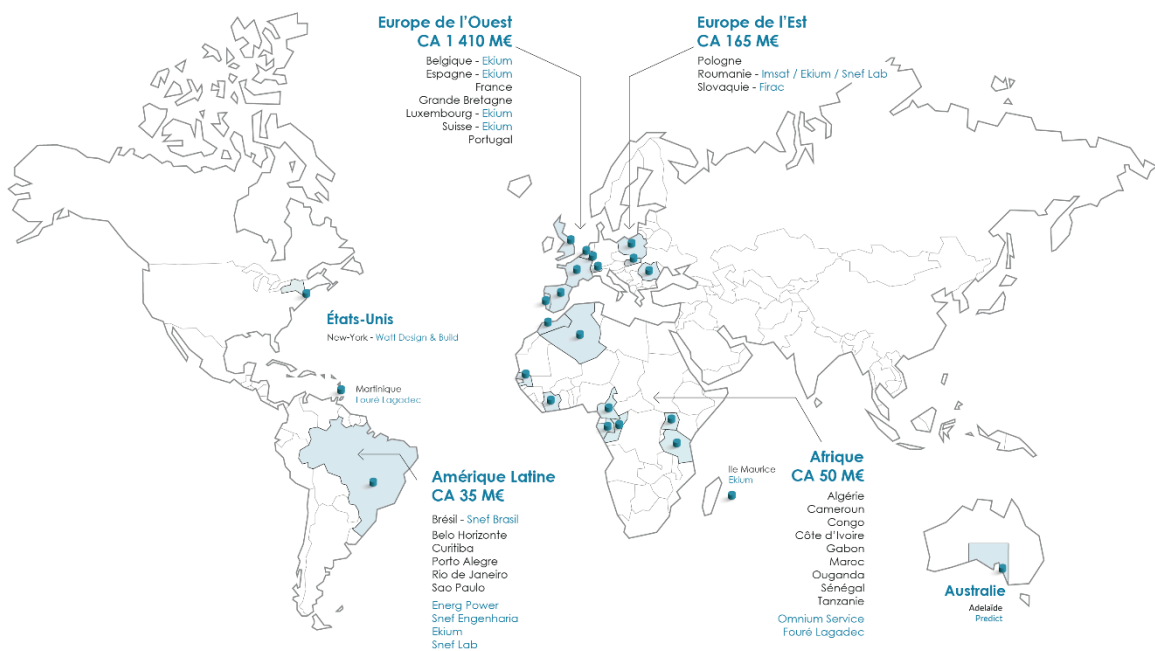 Europe de l'Ouest
CA 1 410 M€
Belgique - Ekium
Espagne - Ekium
France
Grande Bretagne
Luxembourg - Ekium
Suisse - Ekium
Portugal
Europe de l'Est
CA 165 M€
Pologne
Roumanie - Imsat / Ekium / Snef Lab
Slovaquie - Firac
États-Unis
New-York - Watt Design & Build
Martinique
Fouré Lagadec
Amérique Latine
CA 35 M€
Brésil - Snef Brasil
Belo Horizonte
Curitiba
Porto Alegre
Rio de Janeiro
Sao Paulo
Energ Power
Snef Engenharia
Ekium
Snef Lab
Ile Maurice
Ekium
Afrique
CA 50 M€
Algérie
Cameroun
Congo
Côte d'Ivoire
Gabon
Maroc
Ouganda
Sénégal
Tanzanie
Omnium Service
Fouré Lagadec
Australie
Adelaïde
Predict